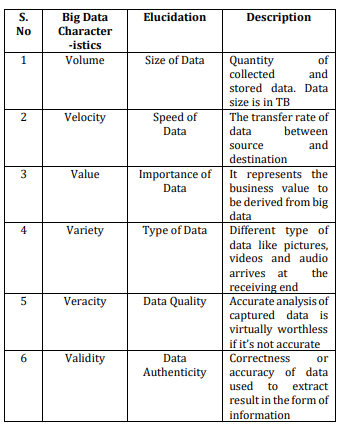 S. No Big Data Character -istics Elucidation Description
1 Volume Size of Data Quantity of
collected and
stored data. Data
size is in TB
2 Velocity Speed of The transfer rate of
Data data between
source and
destination
3 Value Importance of It represents the
Data business value to
be derived from big
data
4 Variety Type of Data Different type of
data like pictures,
videos and audio
arrives at the
receiving end
5 Veracity Data Quality Accurate analysis of
captured data is
virtually worthless
if it's not accurate
6 Validity Data Correctness or
Authenticity accuracy of data
used to extract
result in the form of
information